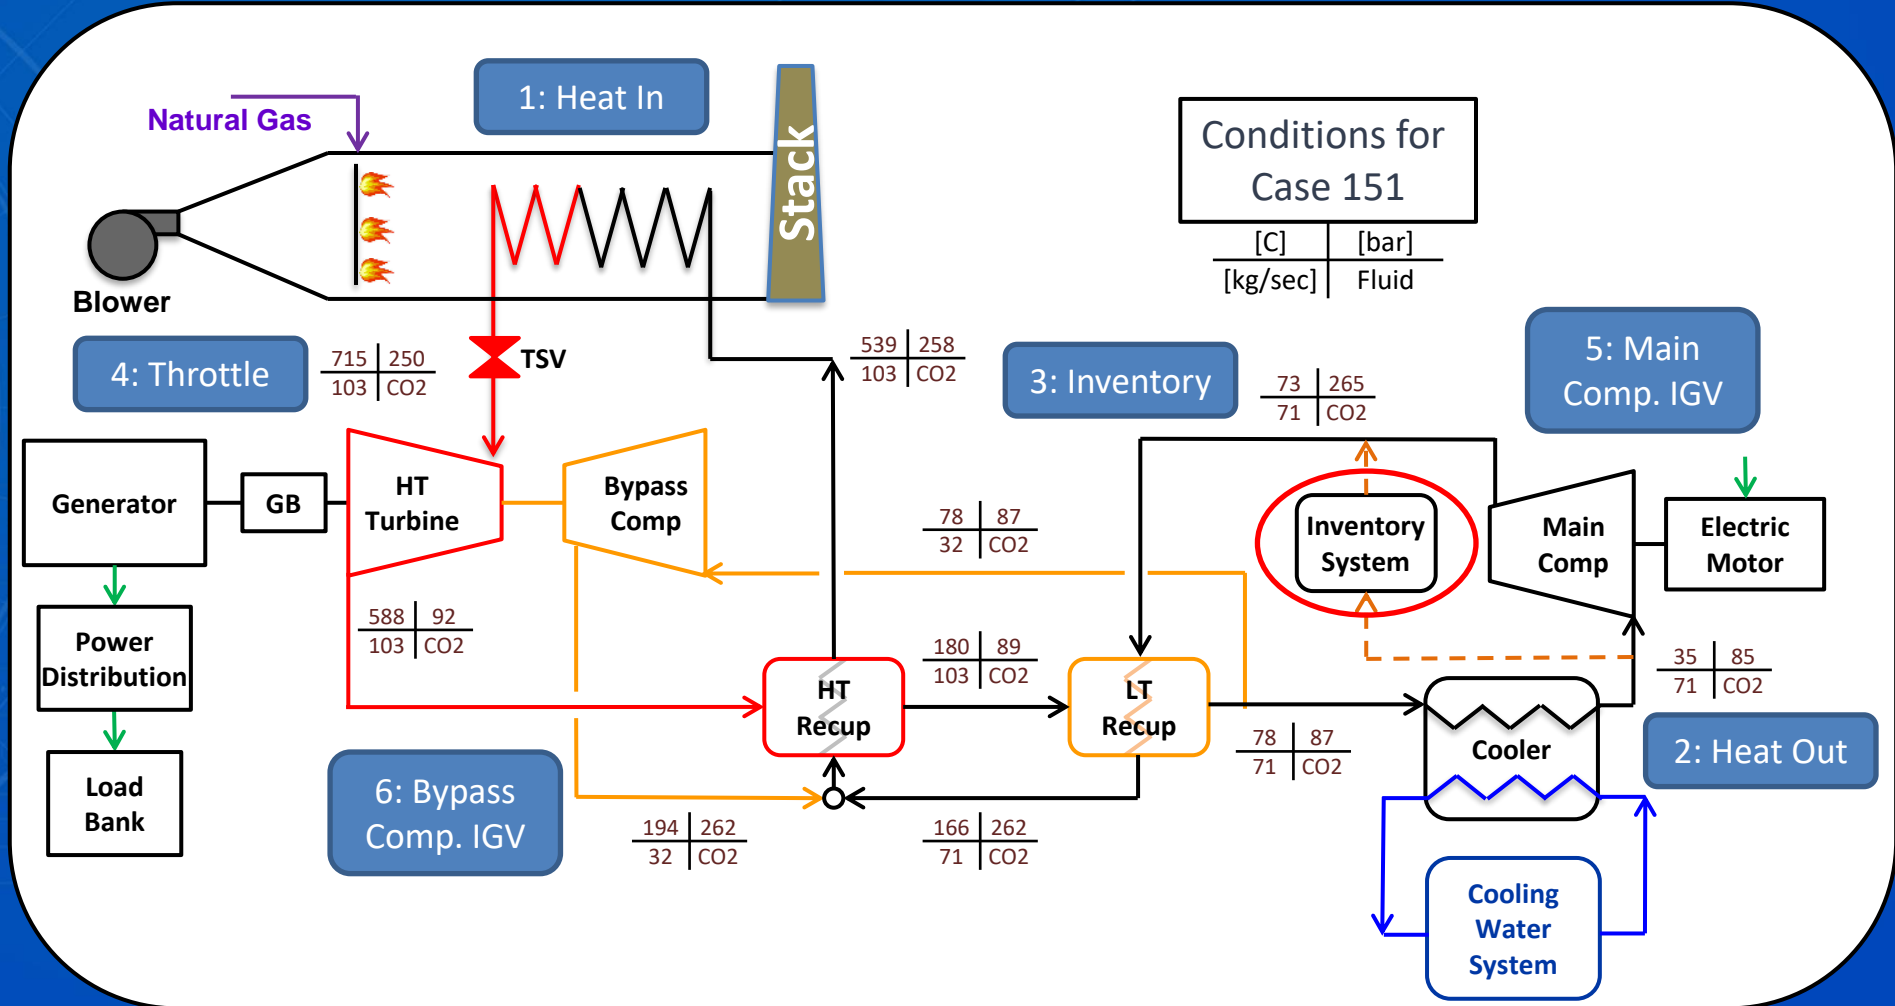 1: Heat In
Natural Gas
Stack
Conditions for
Case 151
[C] [bar]
[kg/sec] Fluid
Blower
4: Throttle
715 250
103 CO2
TSV
539 258
103 CO2
3: Inventory
73 265
71 CO2
5: Main
Comp. IGV
Generator
GB
HT
Turbine
Bypass
Comp
78 87
32 CO2
Inventory
System
Main
Comp
Electric
Motor
588 92
103 CO2
Power
Distribution
180 89
103 CO2
HT
Recup
LT
Recup
35 85
71 CO2
78 87
71 CO2
Cooler
2: Heat Out
Load
Bank
6: Bypass
Comp. IGV
194 262
32 CO2
166 262
71 CO2
Cooling
Water
System